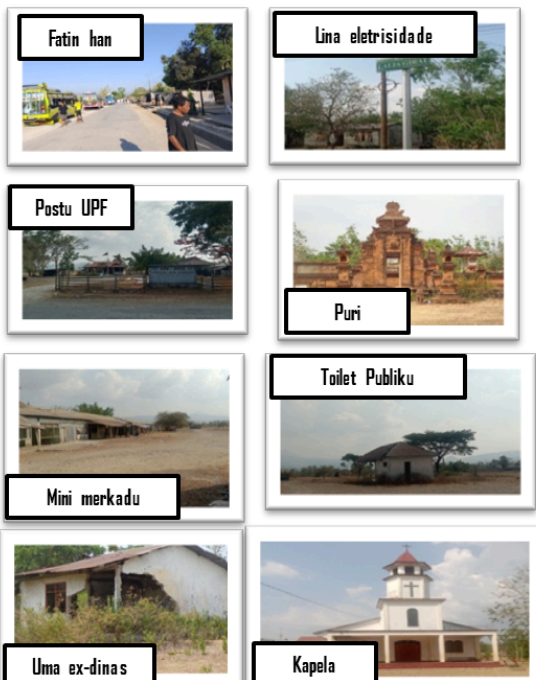 Fatin han
Lina eletrisidade
Postu UPF
Puri
Mini merkadu
Toilet Publiku
Uma ex-dinas
Kapela